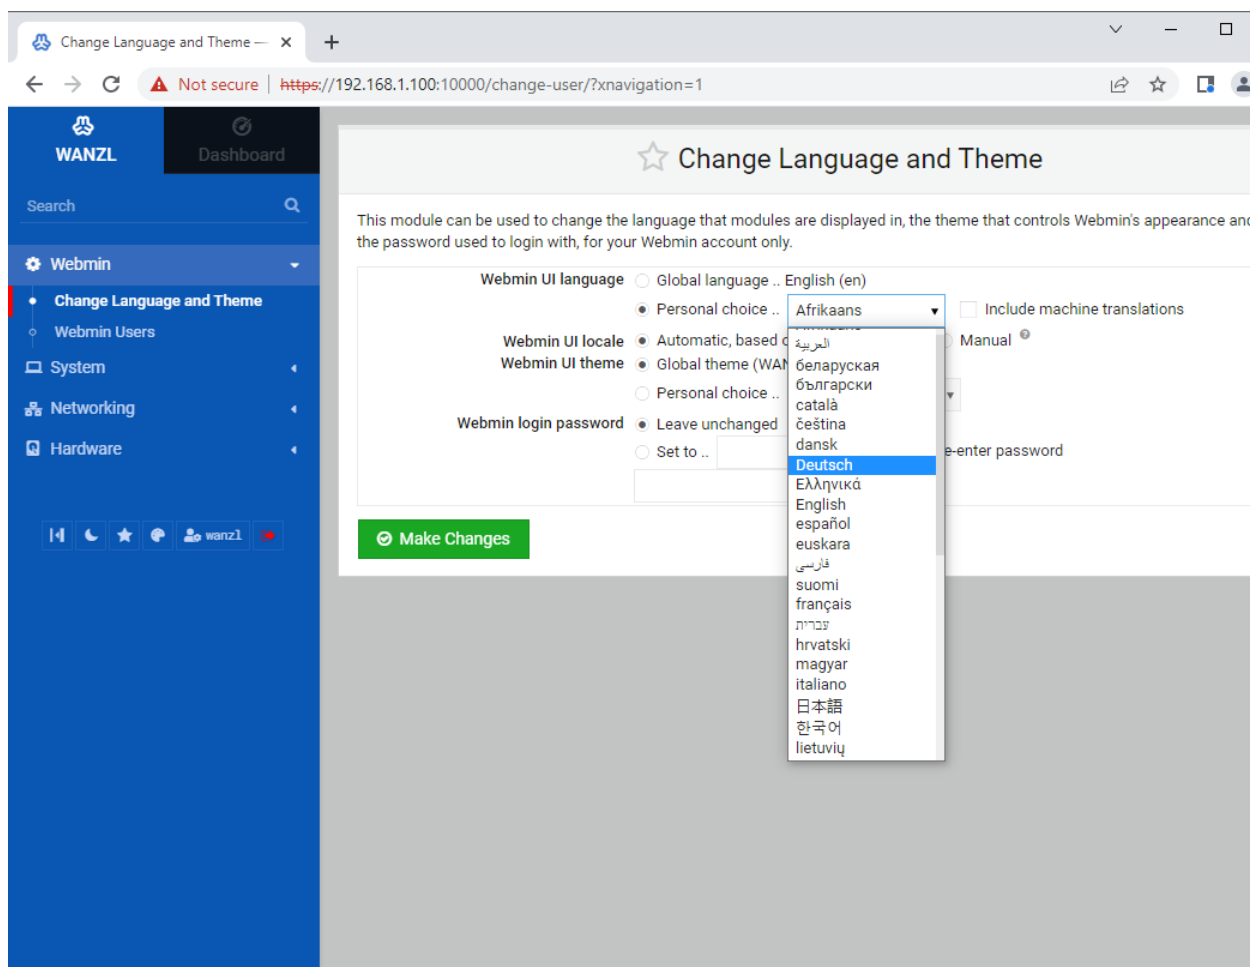 Change Language and Theme —
Not secure | https://192.168.1.100:10000/change-user/?xnavigation=1
WANZL
Dashboard
Search
Webmin
Change Language and Theme
Webmin Users
System
Networking
Hardware
wanzl
Change Language and Theme
This module can be used to change the language that modules are displayed in, the theme that controls Webmin's appearance and
the password used to login with, for your Webmin account only.
Webmin UI language Global language .. English (en)
Personal choice .. Afrikaans Include machine translations
Webmin UI locale Automatic, based Manual
Webmin UI theme Global theme
Personal choice ..
Webmin login password Leave unchanged
Set to .. password
Make Changes
Afrikaans
العربية
беларуская
български
català
čeština
dansk
Deutsch
Ελληνικά
English
español
euskara
فارسی
suomi
français
עברית
hrvatski
magyar
italiano
日本語
한국어
lietuvių